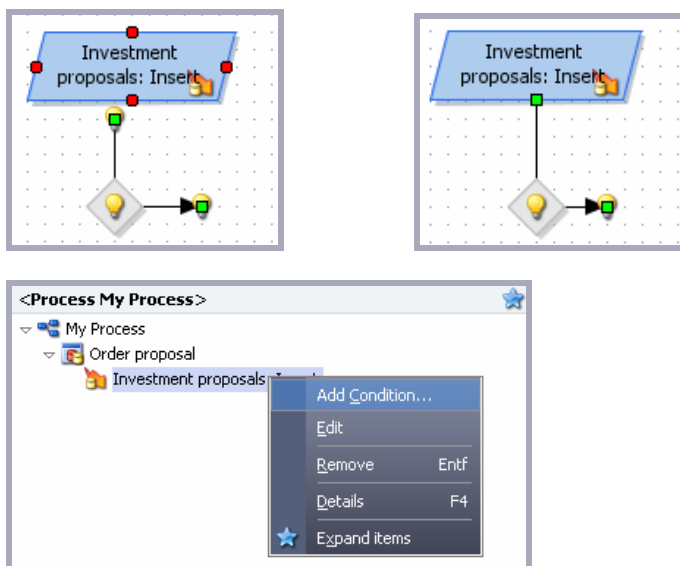 Investment
proposals: Insert
Investment
proposals: Insert
<Process My Process>
My Process
Order proposal
Investment proposals:
Add Condition...
Edit
Remove Entf
Details F4
Expand items